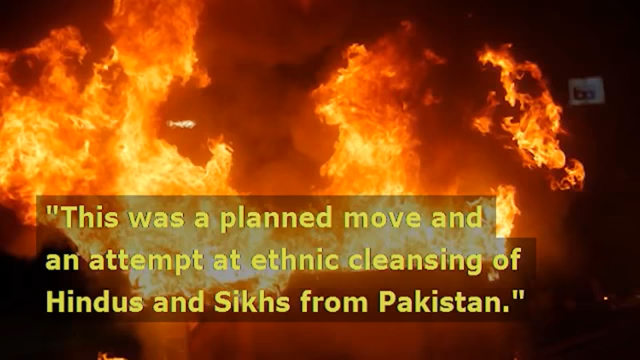 "This was a planned move and
an attempt at ethnic cleansing of
Hindus and Sikhs from Pakistan."